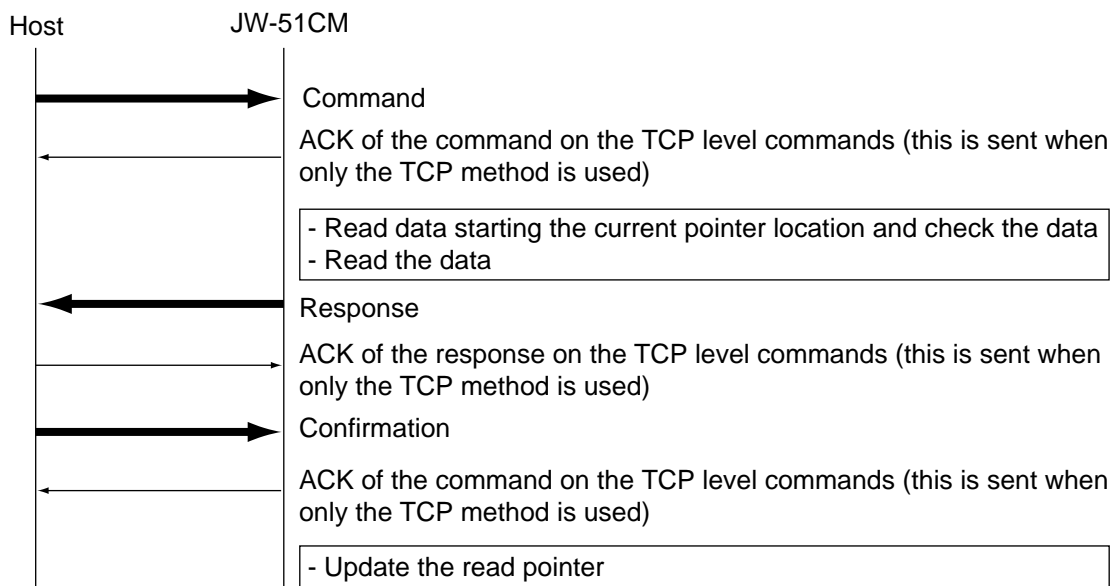 Host
JW-51CM
Command
ACK of the command on the TCP level commands (this is sent when
only the TCP method is used)
- Read data starting the current pointer location and check the data
- Read the data
Response
ACK of the response on the TCP level commands (this is sent when
only the TCP method is used)
Confirmation
ACK of the command on the TCP level commands (this is sent when
only the TCP method is used)
- Update the read pointer